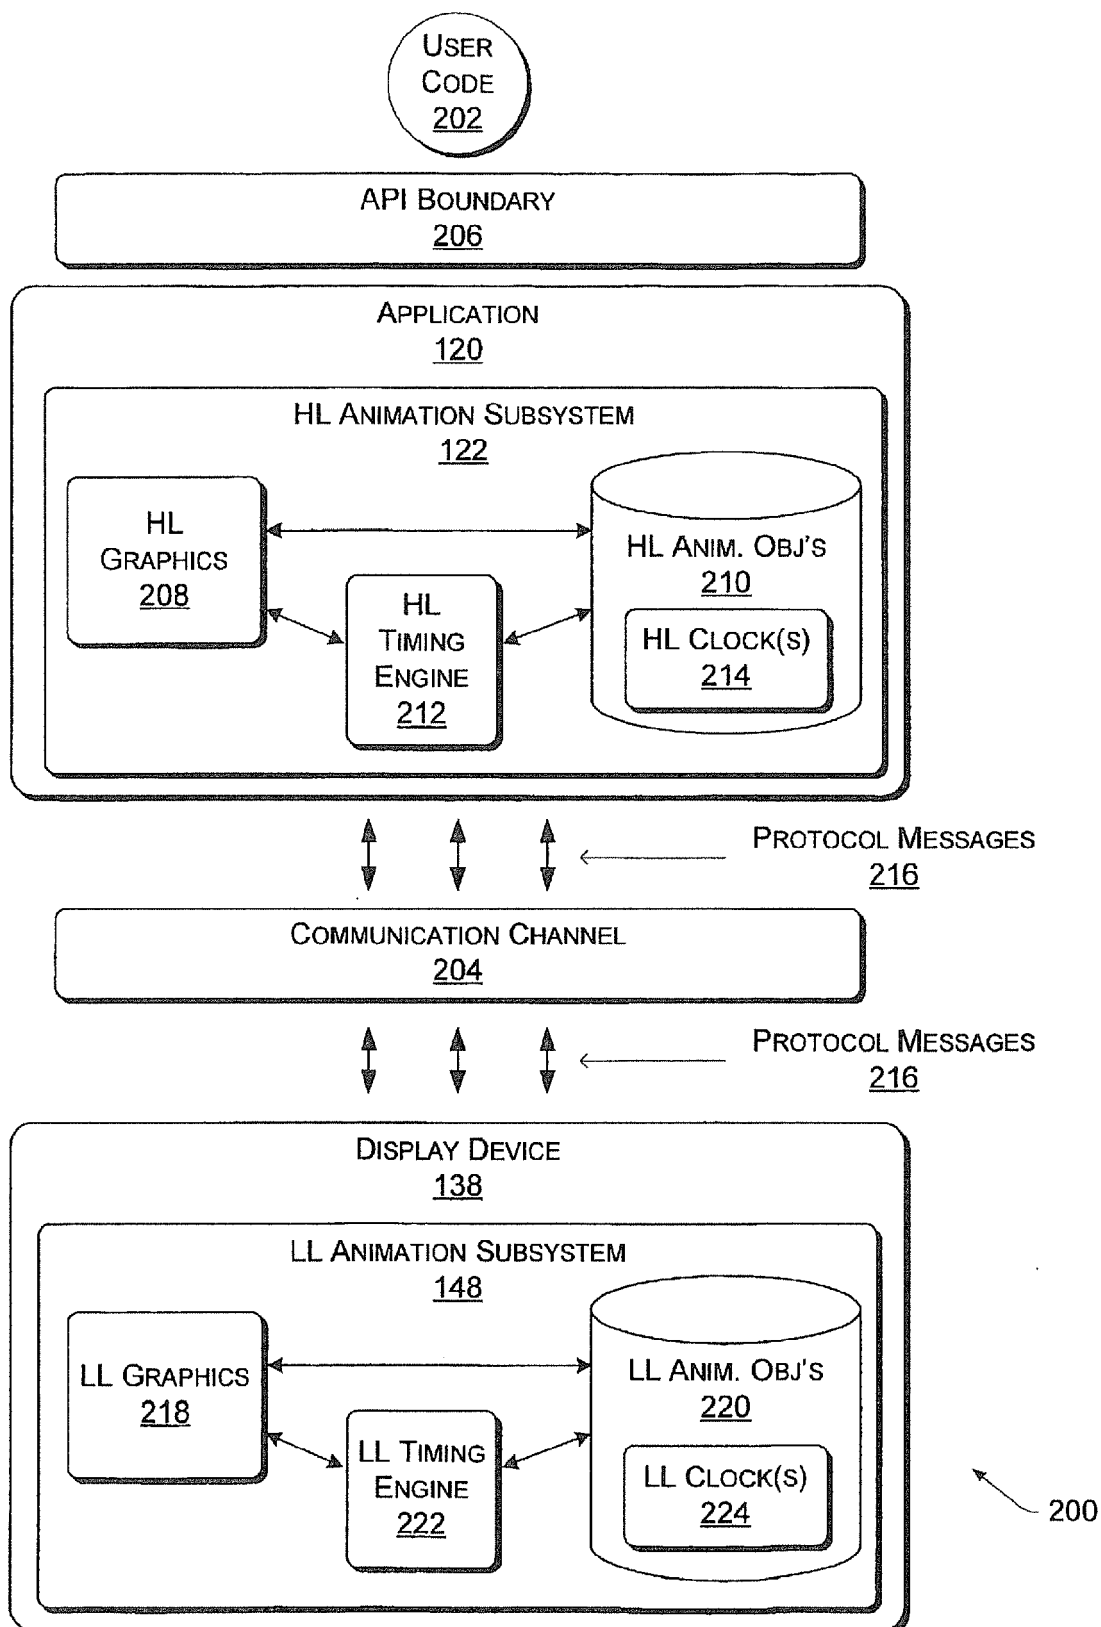 USER
CODE
202
API BOUNDARY
206
APPLICATION
120
HL ANIMATION SUBSYSTEM
122
HL
GRAPHICS
208
HL
TIMING
ENGINE
212
HL ANIM. OBJ'S
210
HL CLOCK(S)
214
PROTOCOL MESSAGES
216
COMMUNICATION CHANNEL
204
PROTOCOL MESSAGES
216
DISPLAY DEVICE
138
LL ANIMATION SUBSYSTEM
148
LL GRAPHICS
218
LL TIMING
ENGINE
222
LL ANIM. OBJ'S
220
LL CLOCK(S)
224
200